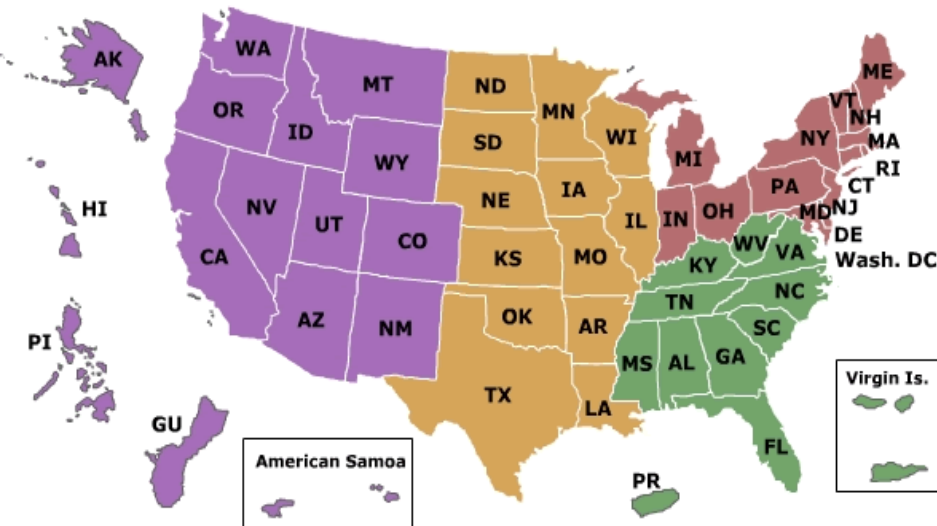 AK
WA
MT
ND
MN
ME
OR
ID
SD
WI
VT
NH
NY
MA
MI
WY
RI
CT
PA
NE
IA
NJ
MD
HI
NV
UT
CO
IL
IN
OH
DE
WV
VA
Wash. DC
CA
KS
MO
KY
NC
TN
PI
AZ
NM
OK
AR
SC
MS
AL
GA
Virgin Is.
TX
LA
GU
FL
American Samoa
PR